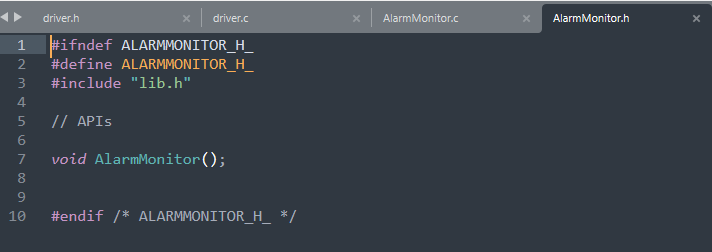 driver.h × driver.c × AlarmMonitor.c × AlarmMonitor.h ×
1 #ifndef ALARMMONITOR_H_
2 #define ALARMMONITOR_H_
3 #include "lib.h"
4
5 // APIs
6
7 void AlarmMonitor();
8
9
10 #endif /* ALARMMONITOR_H_ */